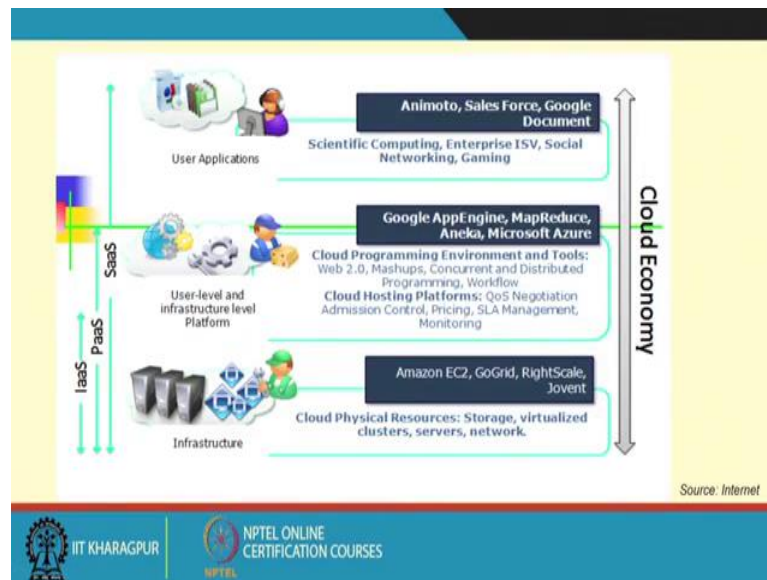 Animoto, Sales Force, Google
Document
User Applications
Scientific Computing, Enterprise ISV, Social
Networking, Gaming
Google AppEngine, MapReduce,
Aneka, Microsoft Azure
Cloud Programming Environment and Tools:
Web 2.0, Mashups, Concurrent and Distributed
Programming, Workflow
Cloud Hosting Platforms: QoS Negotiation
Admission Control, Pricing, SLA Management,
Monitoring
User-level and
infrastructure level
Platform
Amazon EC2, GoGrid, RightScale,
Jovent
Cloud Physical Resources: Storage, virtualized
clusters, servers, network.
Infrastructure
IaaS
PaaS
SaaS
Cloud Economy
Source: Internet
IIT KHARAGPUR
NPTEL
NPTEL ONLINE
CERTIFICATION COURSES